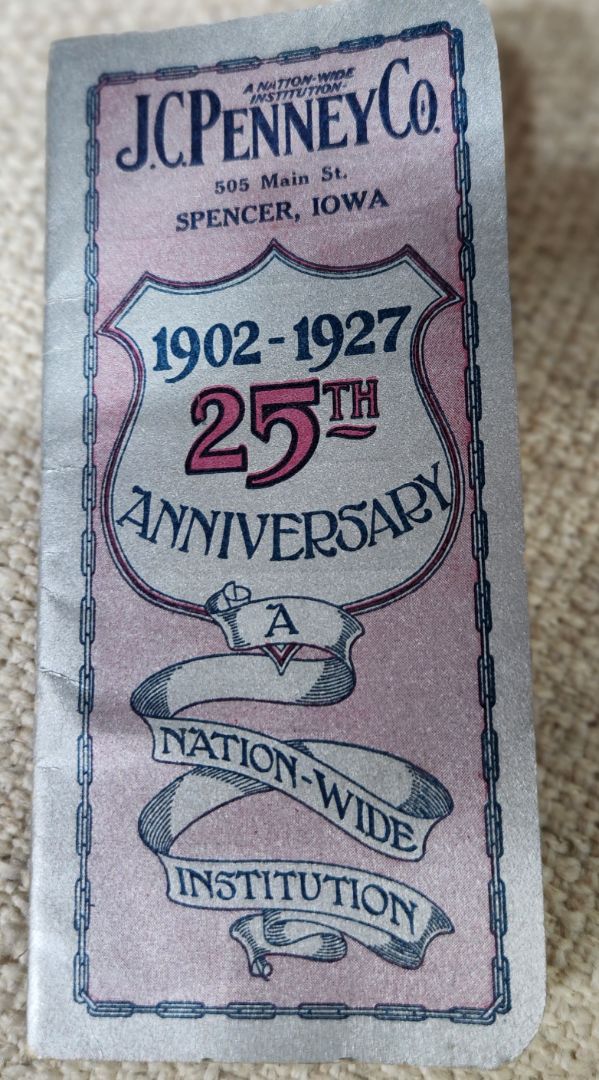 A NATION-WIDE
INSTITUTION-
J.C.PENNEY CO.
505 Main St.
SPENCER, IOWA
1902-1927
25TH
ANNIVERSARY
A
NATION-WIDE
INSTITUTION